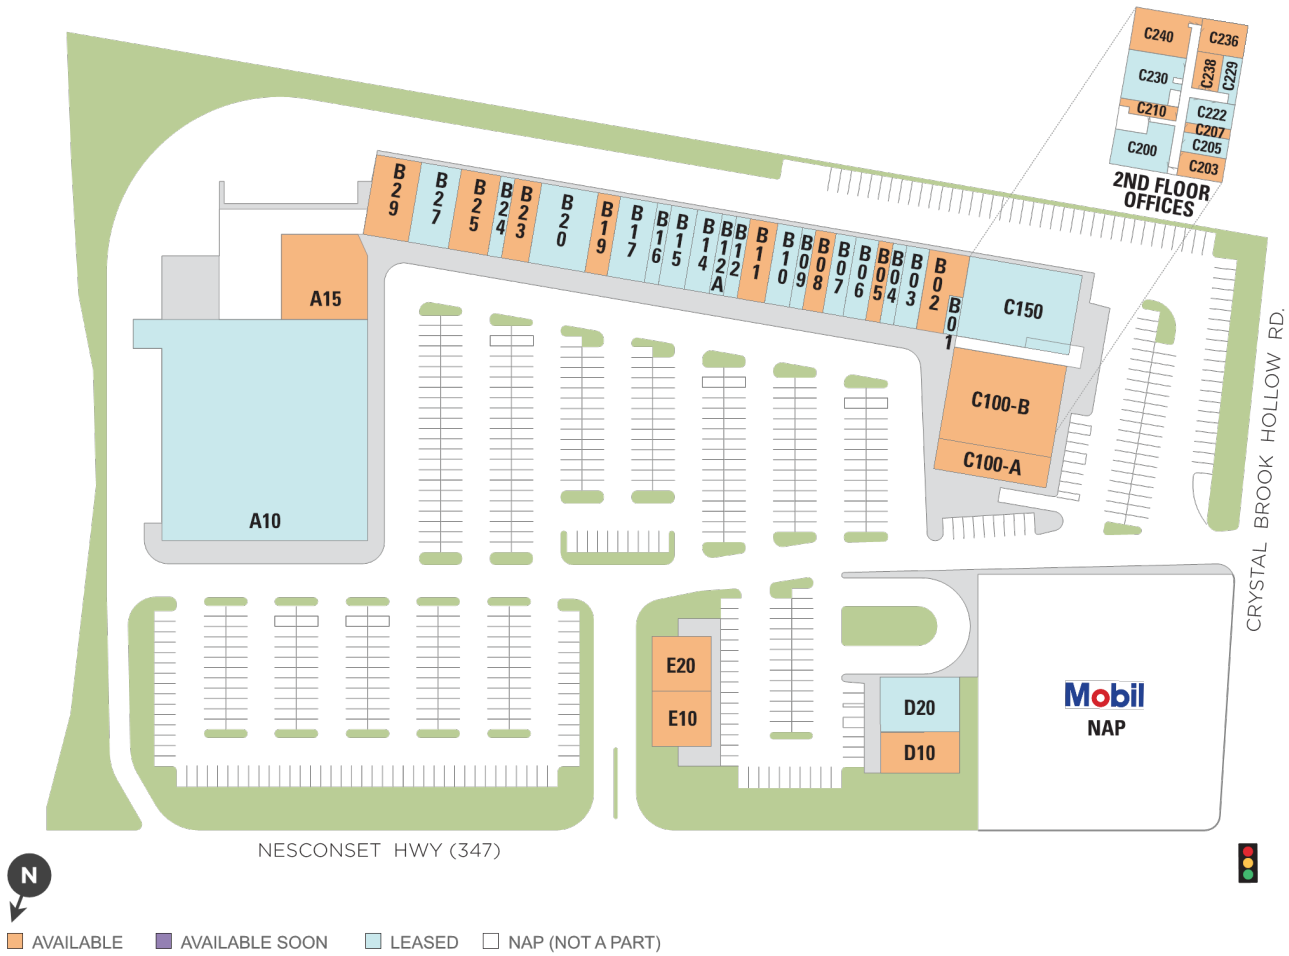 C240
C236
C230
C238
C229
C210
C222
C207
C200
C205
C203
2ND FLOOR
OFFICES
B29
B27
B25
B24
B23
B20
B19
B17
B16
B15
B14
B12A
B12
B11
B10
B09
B08
B07
B06
B05
B04
B03
B02
B01
C150
A15
C100-B
C100-A
A10
CRYSTAL BROOK HOLLOW RD.
E20
E10
D20
D10
Mobil
NAP
NESCONSET HWY (347)
N
AVAILABLE
AVAILABLE SOON
LEASED
NAP (NOT A PART)